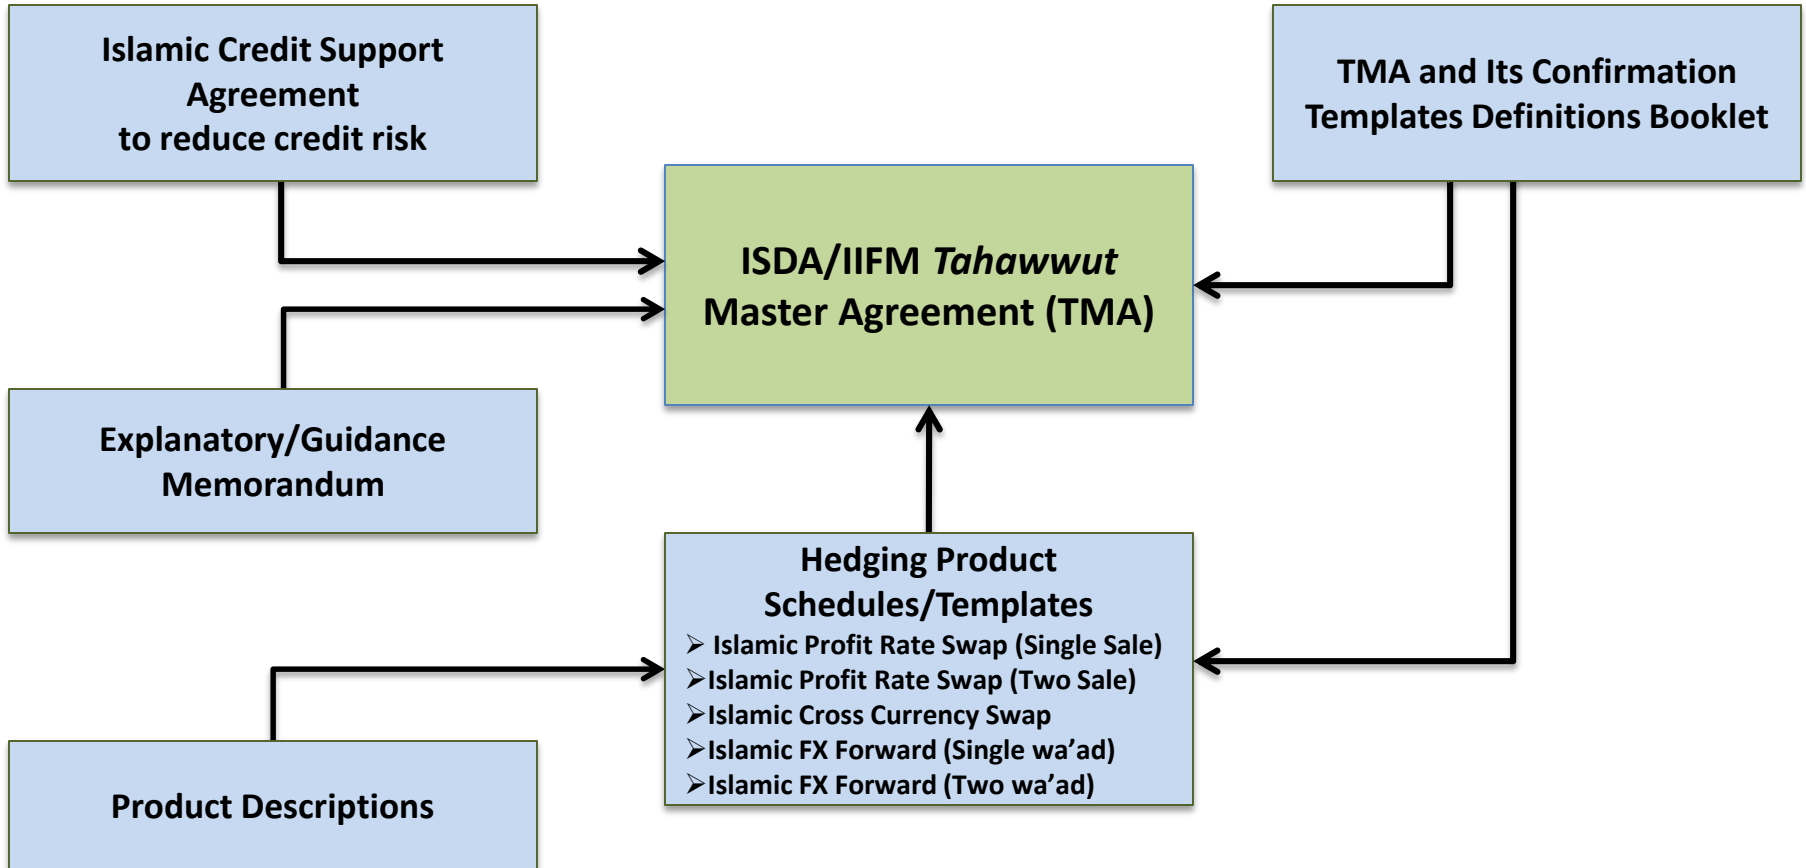 Islamic Credit Support
Agreement
to reduce credit risk
TMA and Its Confirmation
Templates Definitions Booklet
ISDA/IIFM Tahawwut
Master Agreement (TMA)
Explanatory/Guidance
Memorandum
Hedging Product
Schedules/Templates
➢ Islamic Profit Rate Swap (Single Sale)
➢Islamic Profit Rate Swap (Two Sale)
➢Islamic Cross Currency Swap
➢Islamic FX Forward (Single wa’ad)
➢Islamic FX Forward (Two wa’ad)
Product Descriptions